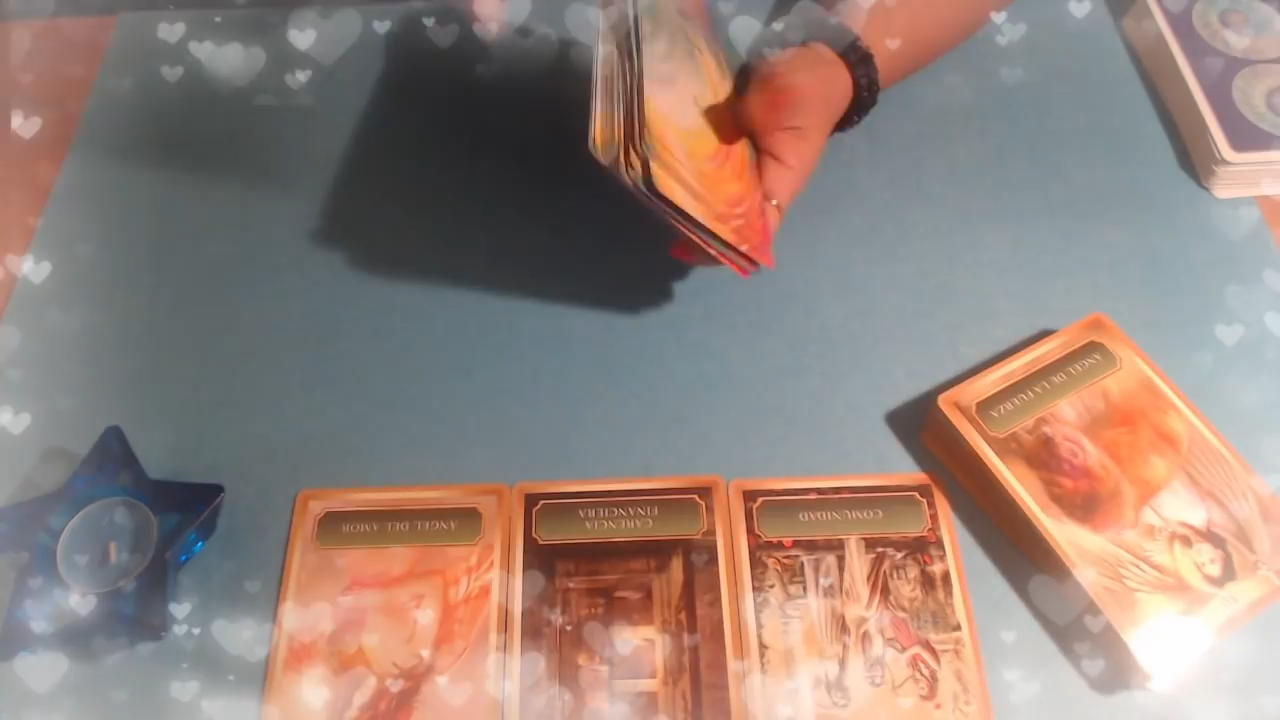 ÁNGEL DEL AMOR
CARENCIA
FINANCIERA
COMUNIDAD
ÁNGEL DE LA FUERZA